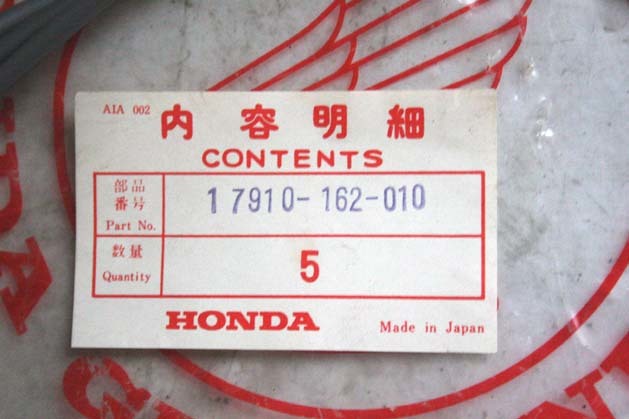 AIA 002
内容明細
CONTENTS
部品
番号
Part No.
17910-162-010
数量
Quantity
5
HONDA
Made in Japan